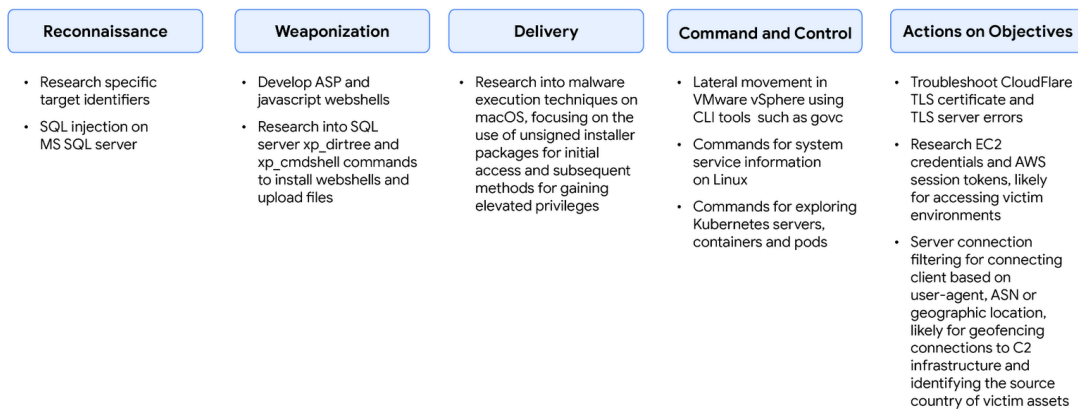 Reconnaissance
Research specific
target identifiers
SQL injection on
MS SQL server
Weaponization
Develop ASP and
javascript webshells
Research into SQL
server xp_dirtree and
xp_cmdshell commands
to install webshells and
upload files
Delivery
Research into malware
execution techniques on
macOS, focusing on the
use of unsigned installer
packages for initial
access and subsequent
methods for gaining
elevated privileges
Command and Control
Lateral movement in
VMware vSphere using
CLI tools such as govc
Commands for system
service information
on Linux
Commands for exploring
Kubernetes servers,
containers and pods
Actions on Objectives
Troubleshoot CloudFlare
TLS certificate and
TLS server errors
Research EC2
credentials and AWS
session tokens, likely
for accessing victim
environments
Server connection
filtering for connecting
client based on
user-agent, ASN or
geographic location,
likely for geofencing
connections to C2
infrastructure and
identifying the source
country of victim assets